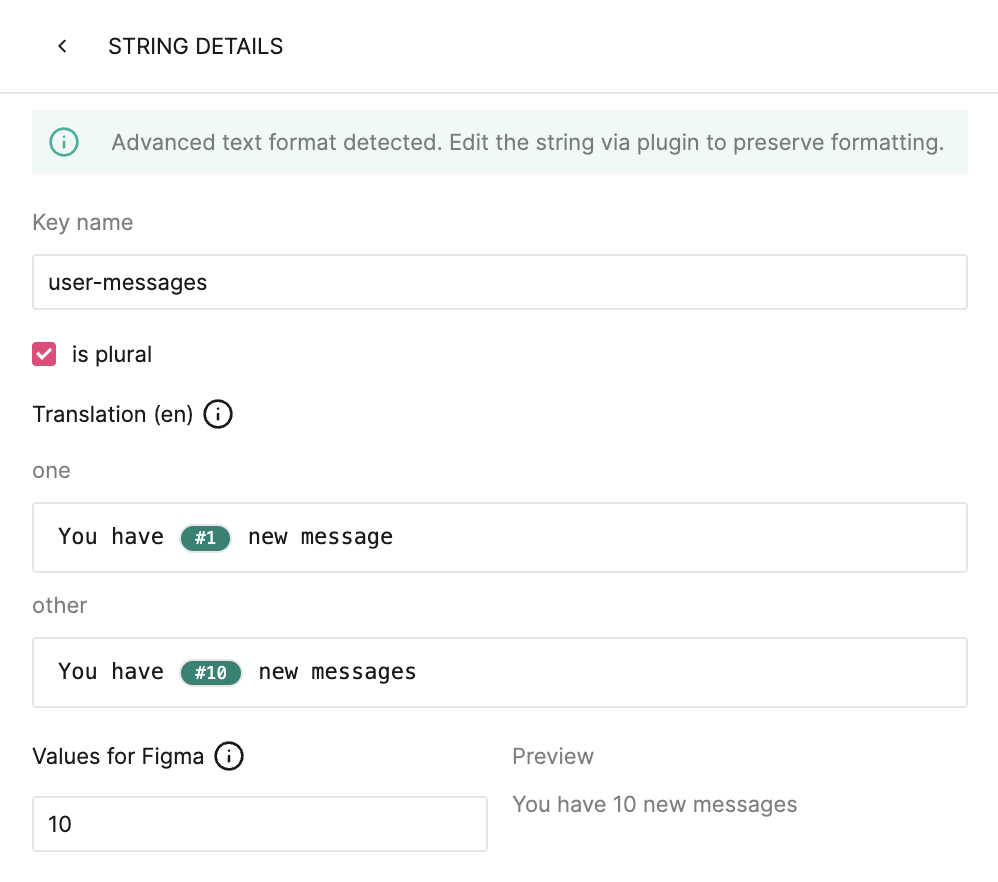 STRING DETAILS
Advanced text format detected. Edit the string via plugin to preserve formatting.
Key name
user-messages
is plural
Translation (en)
one
You have #1 new message
other
You have #10 new messages
Values for Figma
10
Preview
You have 10 new messages